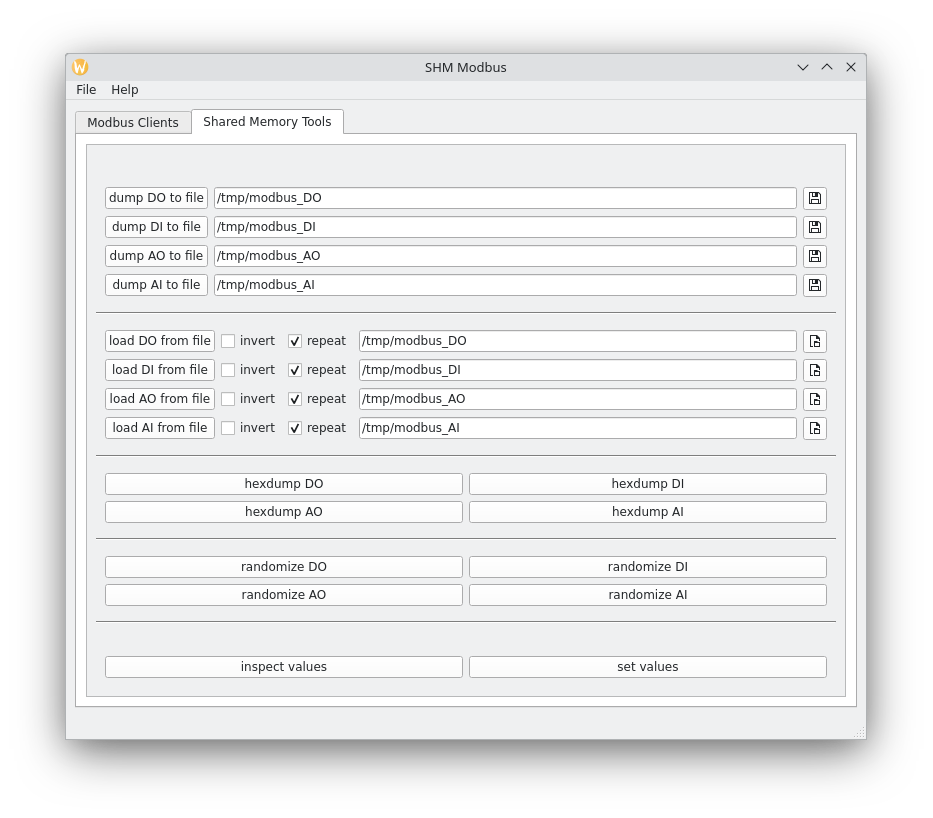 SHM Modbus
File Help
Modbus Clients Shared Memory Tools
dump DO to file /tmp/modbus_DO
dump DI to file /tmp/modbus_DI
dump AO to file /tmp/modbus_AO
dump AI to file /tmp/modbus_AI
load DO from file invert repeat /tmp/modbus_DO
load DI from file invert repeat /tmp/modbus_DI
load AO from file invert repeat /tmp/modbus_AO
load AI from file invert repeat /tmp/modbus_AI
hexdump DO hexdump DI
hexdump AO hexdump AI
randomize DO randomize DI
randomize AO randomize AI
inspect values set values